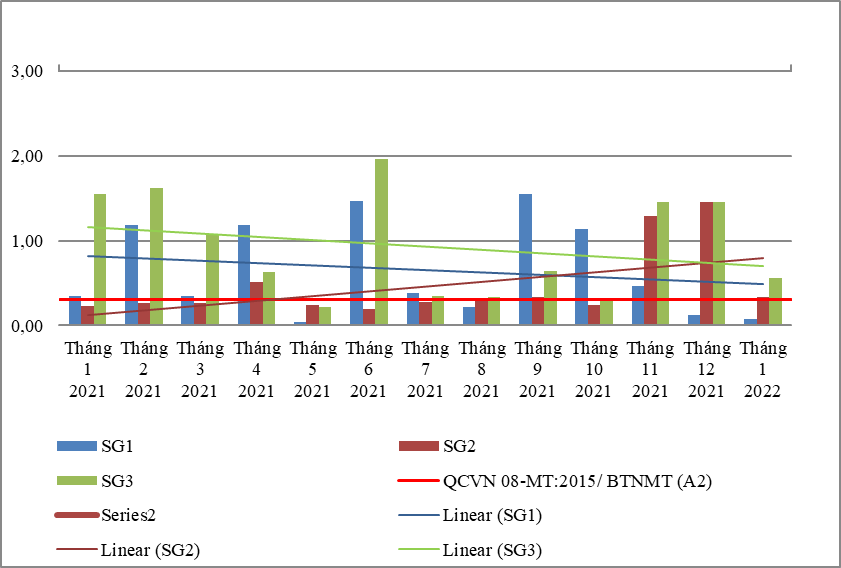 3,00
2,00
1,00
0,00
Tháng Tháng Tháng Tháng Tháng Tháng Tháng Tháng Tháng Tháng Tháng Tháng Tháng
1 2 3 4 5 6 7 8 9 10 11 12 1
2021 2021 2021 2021 2021 2021 2021 2021 2021 2021 2021 2021 2022
SG1 SG2
SG3 QCVN 08-MT:2015/ BTNMT (A2)
Series2 Linear (SG1)
Linear (SG2) Linear (SG3)